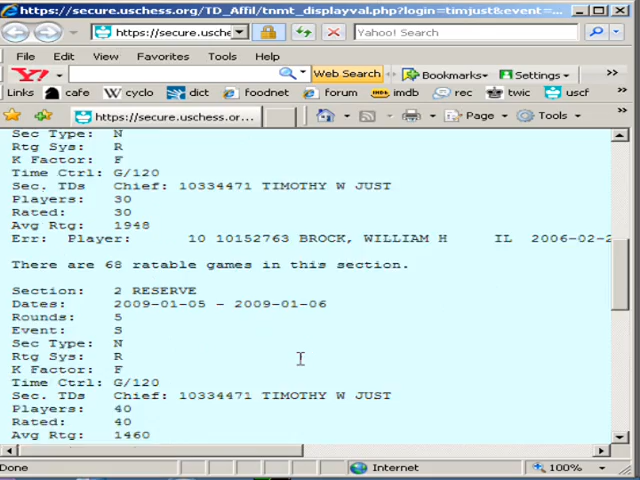 https://secure.uschess.org/TD_Affil/tnmt_displayval.php?login=timjust&event=
https://secure.usche
Yahoo! Search
File Edit View Favorites Tools Help
Y! Web Search Bookmarks Settings »
Links cafe cyclo dict foodnet forum imdb rec twic uscf
https://secure.uschess.or... Page Tools »
Sec Type: N
Rtg Sys: R
K Factor: F
Time Ctrl: G/120
Sec. TDs Chief: 10334471 TIMOTHY W JUST
Players: 30
Rated: 30
Avg Rtg: 1948
Err: Player: 10 10152763 BROCK, WILLIAM H IL 2006-02-2
There are 68 ratable games in this section.
Section: 2 RESERVE
Dates: 2009-01-05 - 2009-01-06
Rounds: 5
Event: S
Sec Type: N
Rtg Sys: R
K Factor: F
Time Ctrl: G/120
Sec. TDs Chief: 10334471 TIMOTHY W JUST
Players: 40
Rated: 40
Avg Rtg: 1460
Done Internet 100%